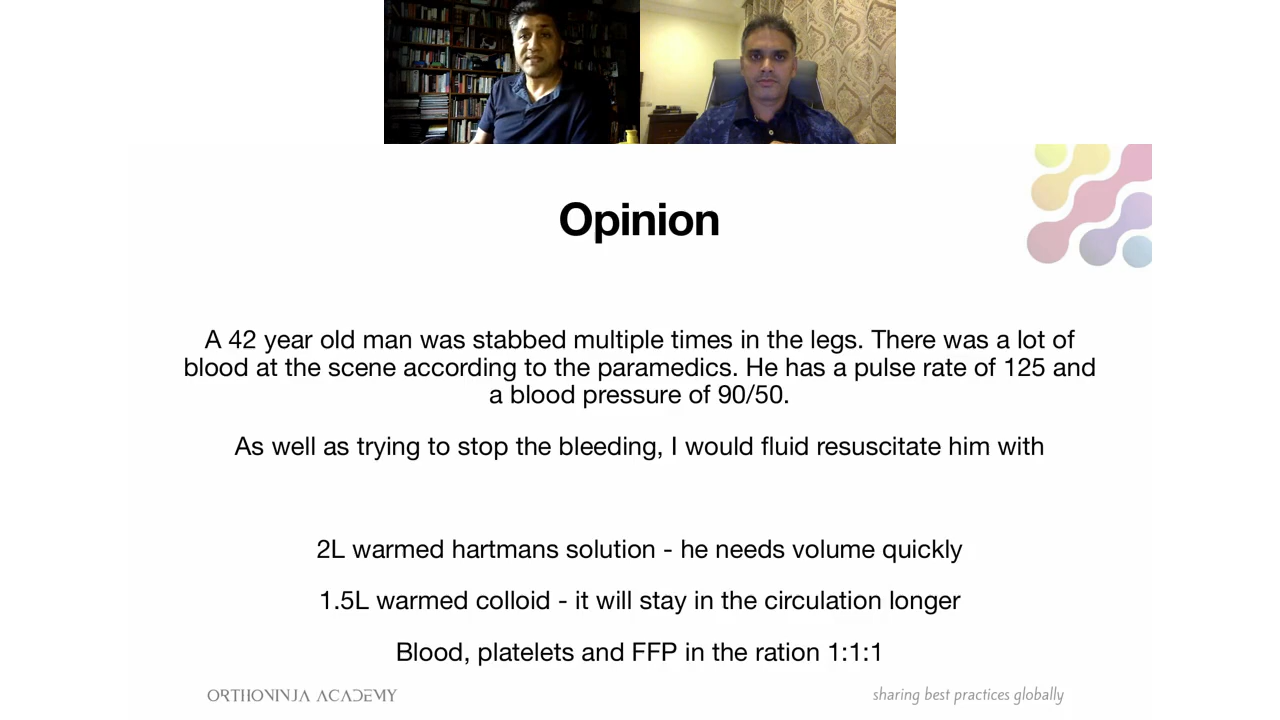 Opinion
A 42 year old man was stabbed multiple times in the legs. There was a lot of
blood at the scene according to the paramedics. He has a pulse rate of 125 and
a blood pressure of 90/50.
As well as trying to stop the bleeding, I would fluid resuscitate him with
2L warmed hartmans solution - he needs volume quickly
1.5L warmed colloid - it will stay in the circulation longer
Blood, platelets and FFP in the ration 1:1:1
ORTHONINJA ACADEMY
sharing best practices globally